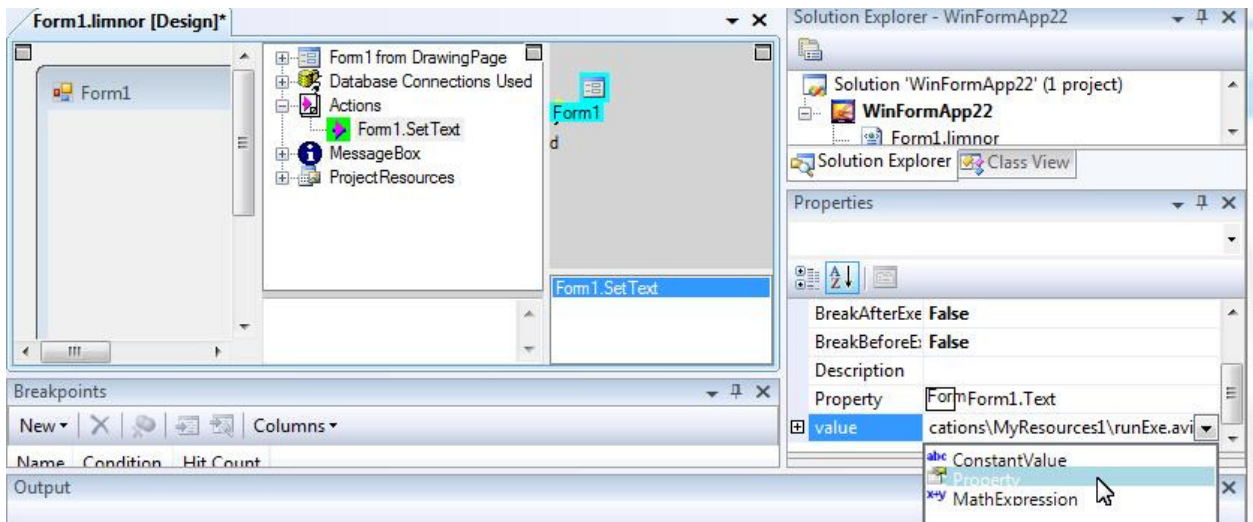 Form1.limnor [Design]*
Form1
Form1 from DrawingPage
Database Connections Used
Actions
Form1.SetText
MessageBox
ProjectResources
Form1
d
Form1.SetText
Breakpoints
New
Columns
Name Condition Hit Count
Output
Solution Explorer - WinFormApp22
Solution 'WinFormApp22' (1 project)
WinFormApp22
Form1.limnor
Solution Explorer Class View
Properties
BreakAfterExe False
BreakBeforeE False
Description
Property Form Form1.Text
value cations\MyResources1\runExe.avi
abc ConstantValue
Property
x+y MathExpression